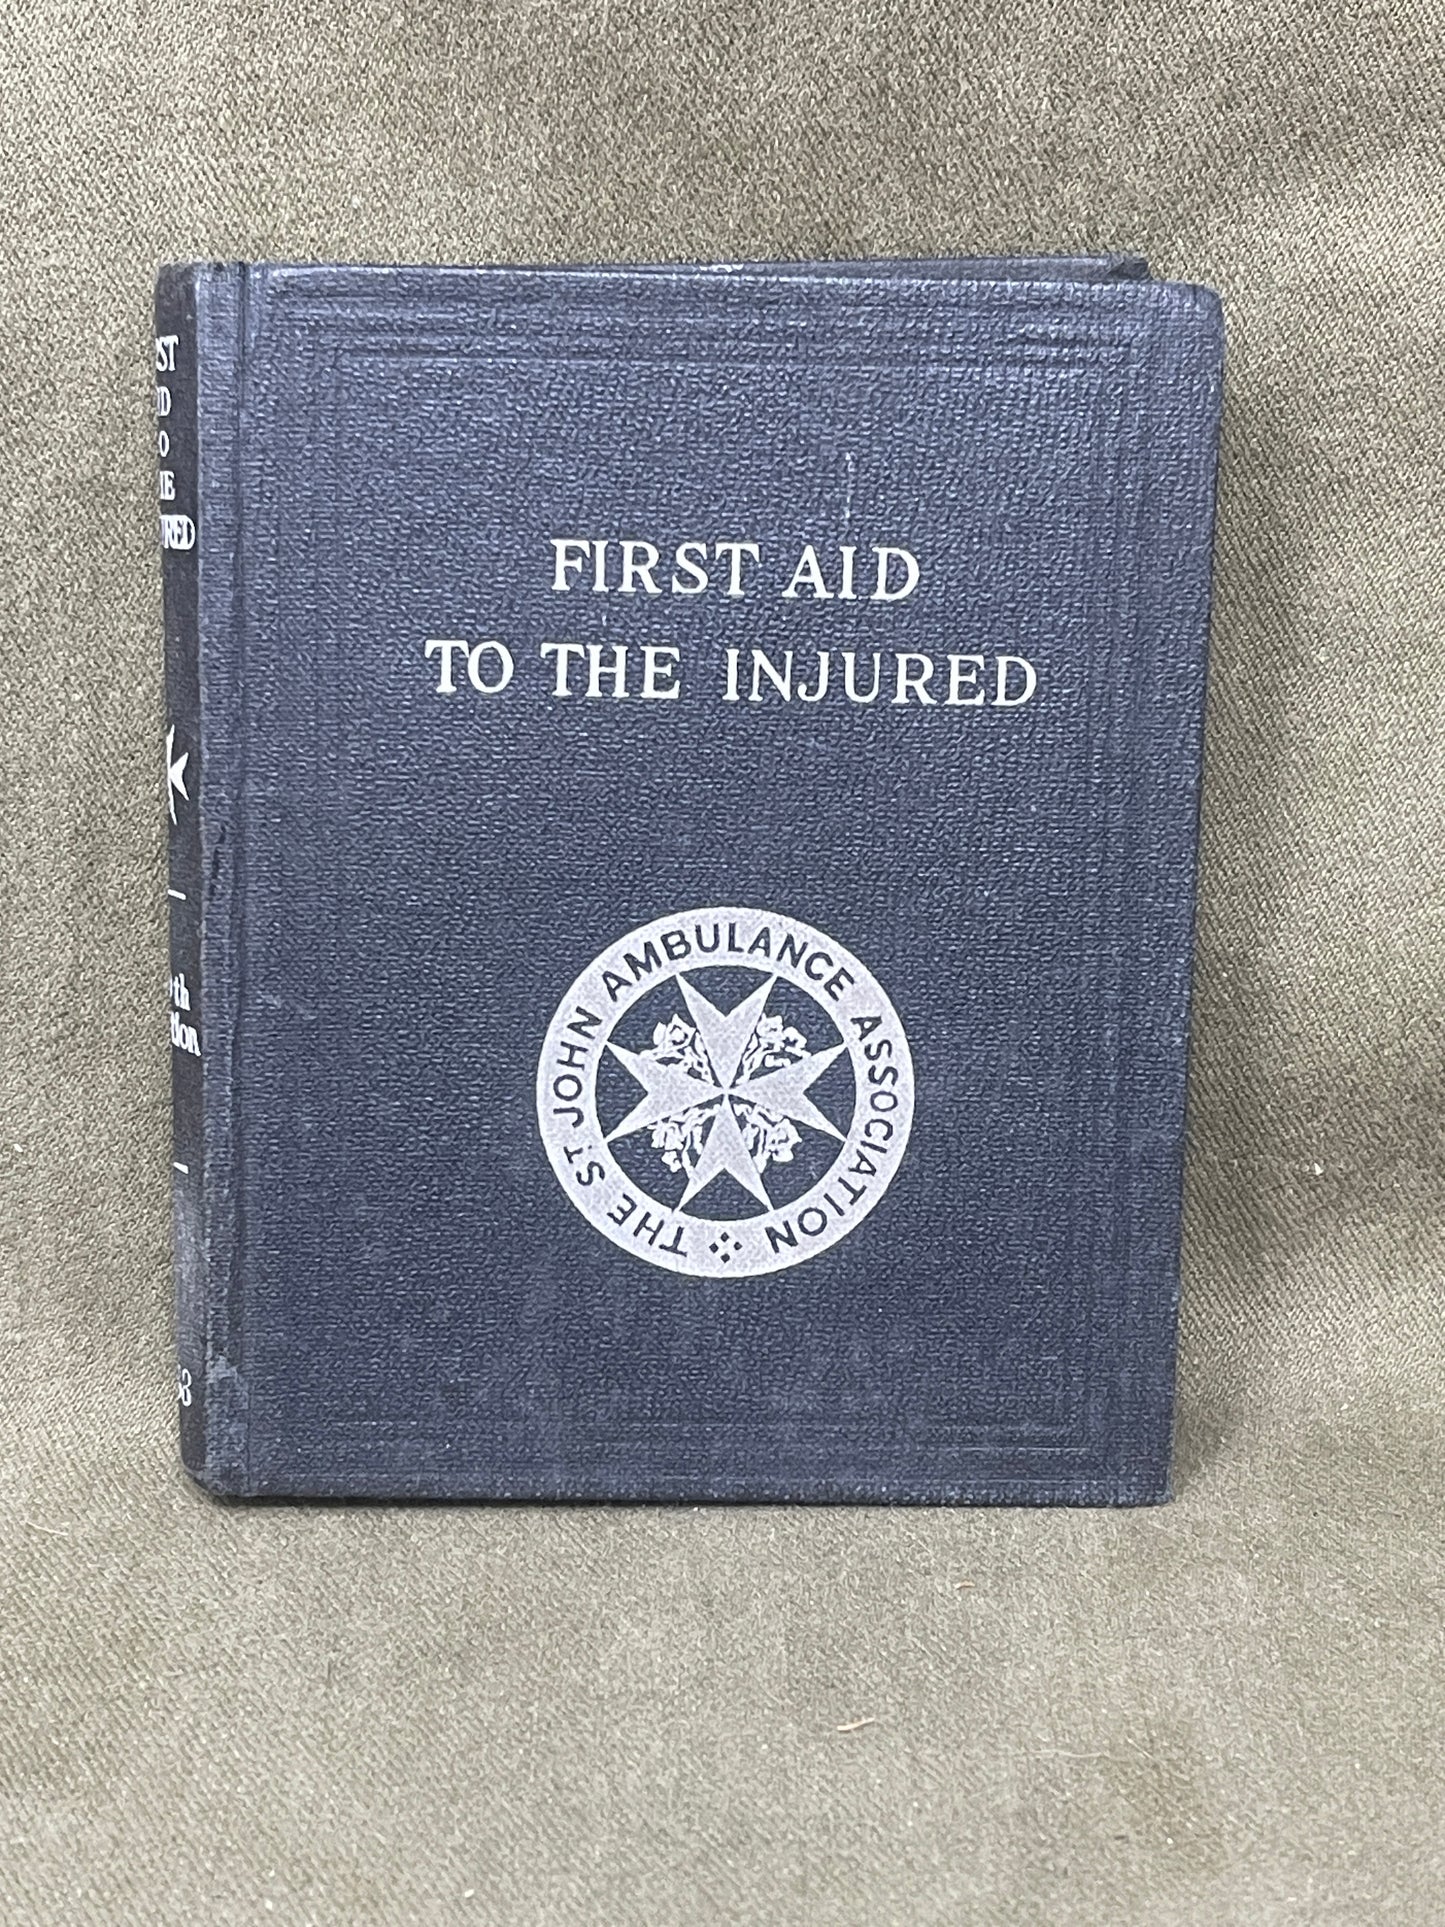 FIRST AID
TO THE INJURED
THE ST. JOHN AMBULANCE ASSOCIATION